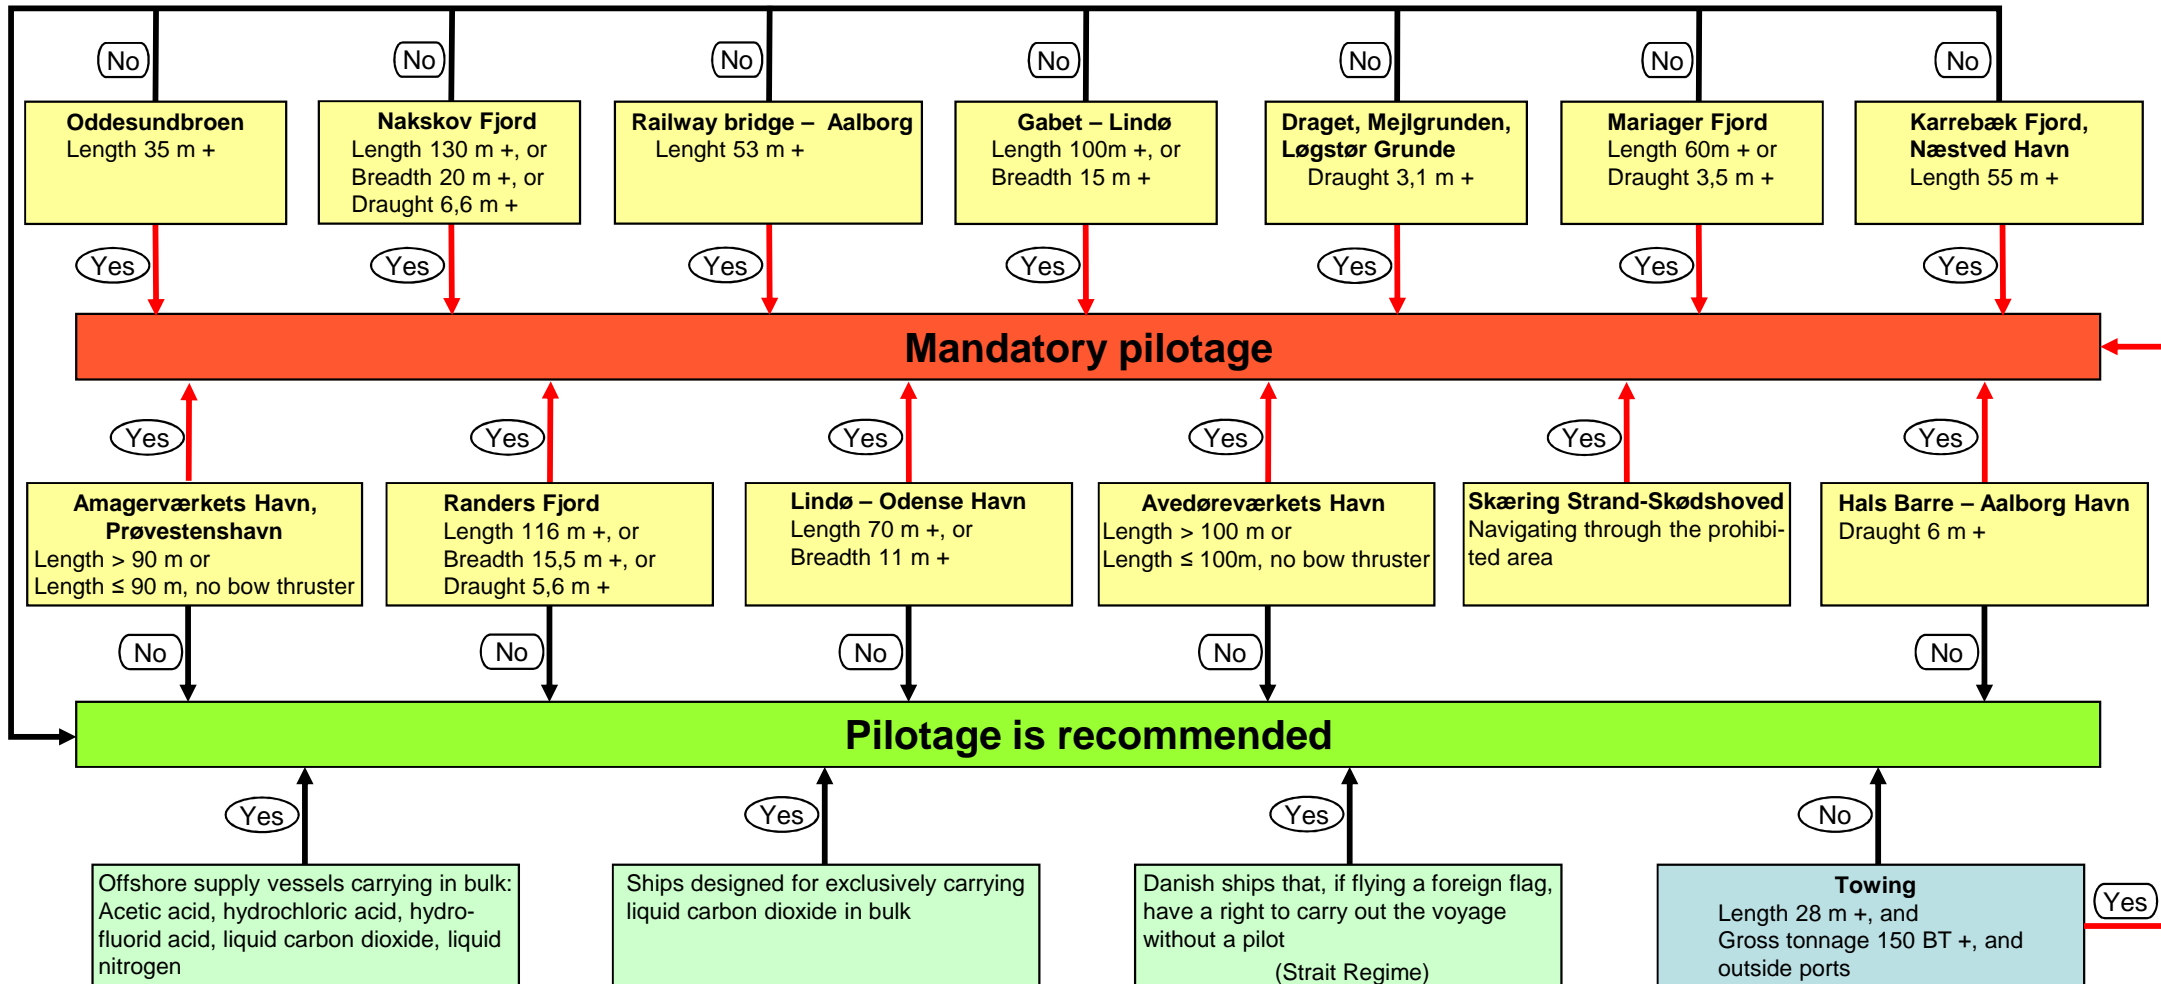 No No No No No No No
Oddesundbroen
Length 35 m +
Nakskov Fjord
Length 130 m +, or
Breadth 20 m +, or
Draught 6,6 m +
Railway bridge – Aalborg
Lenght 53 m +
Gabet – Lindø
Length 100m +, or
Breadth 15 m +
Draget, Mejlgrunden,
Løgstør Grunde
Draught 3,1 m +
Mariager Fjord
Length 60m + or
Draught 3,5 m +
Karrebæk Fjord,
Næstved Havn
Length 55 m +
Yes Yes Yes Yes Yes Yes Yes
Mandatory pilotage
Yes Yes Yes Yes Yes Yes
Amagerværkets Havn,
Prøvestenshavn
Length > 90 m or
Length ≤ 90 m, no bow thruster
Randers Fjord
Length 116 m +, or
Breadth 15,5 m +, or
Draught 5,6 m +
Lindø – Odense Havn
Length 70 m +, or
Breadth 11 m +
Avedøreværkets Havn
Length > 100 m or
Length ≤ 100m, no bow thruster
Skæring Strand-Skødshoved
Navigating through the prohibi-
ted area
Hals Barre – Aalborg Havn
Draught 6 m +
No No No No No
Pilotage is recommended
Yes Yes Yes No
Offshore supply vessels carrying in bulk:
Acetic acid, hydrochloric acid, hydro-
fluorid acid, liquid carbon dioxide, liquid
nitrogen
Ships designed for exclusively carrying
liquid carbon dioxide in bulk
Danish ships that, if flying a foreign flag,
have a right to carry out the voyage
without a pilot
(Strait Regime)
Towing
Length 28 m +, and
Gross tonnage 150 BT +, and
outside ports
Yes